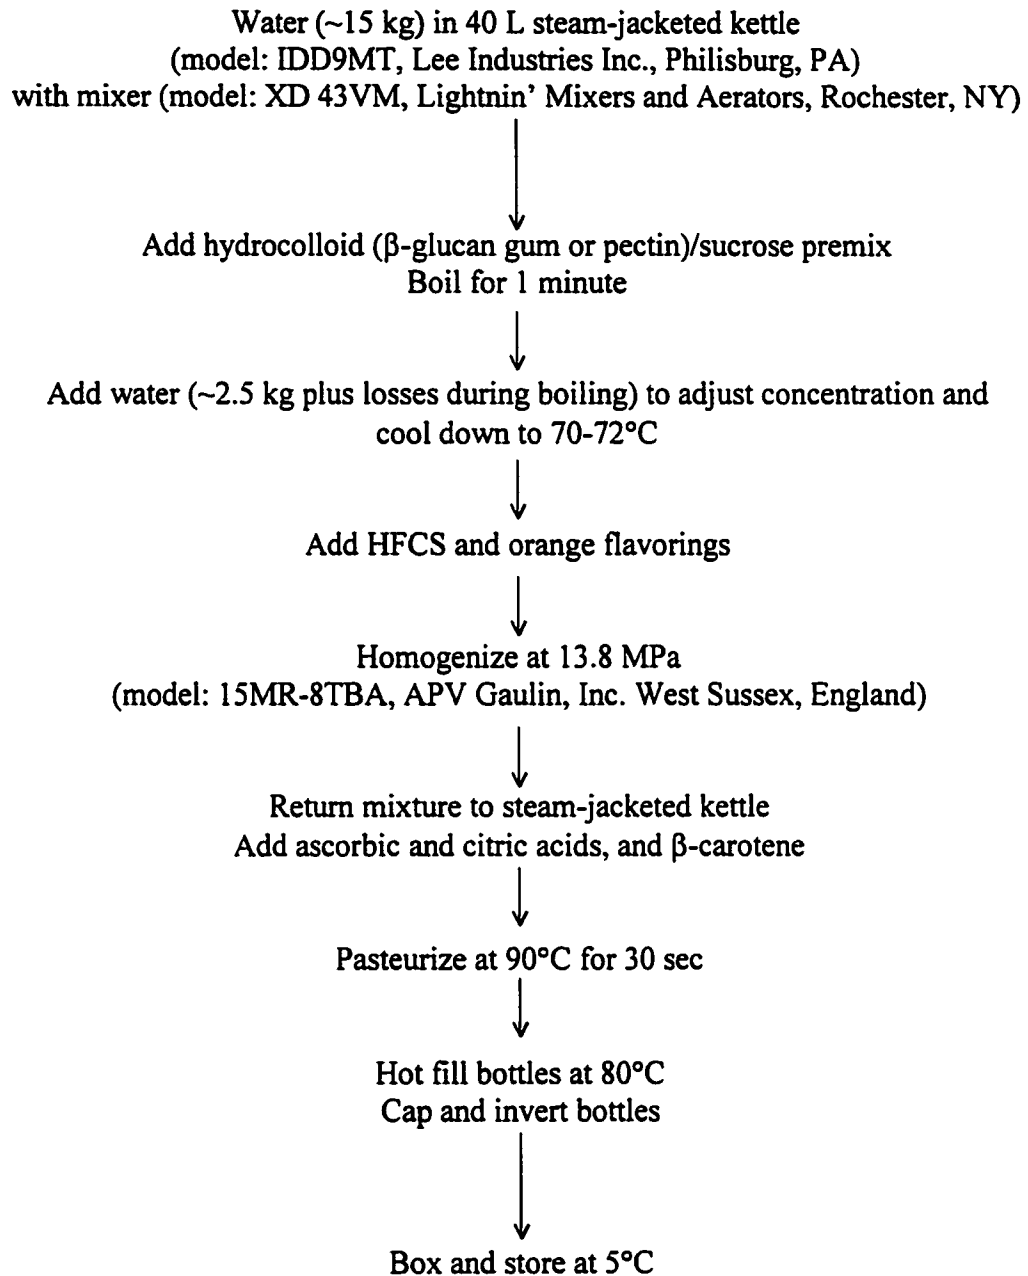 Water (~15 kg) in 40 L steam-jacketed kettle
(model: IDD9MT, Lee Industries Inc., Philisburg, PA)
with mixer (model: XD 43VM, Lightnin' Mixers and Aerators, Rochester, NY)
Add hydrocolloid (β-glucan gum or pectin)/sucrose premix
Boil for 1 minute
Add water (~2.5 kg plus losses during boiling) to adjust concentration and
cool down to 70-72°C
Add HFCS and orange flavorings
Homogenize at 13.8 MPa
(model: 15MR-8TBA, APV Gaulin, Inc. West Sussex, England)
Return mixture to steam-jacketed kettle
Add ascorbic and citric acids, and β-carotene
Pasteurize at 90°C for 30 sec
Hot fill bottles at 80°C
Cap and invert bottles
Box and store at 5°C